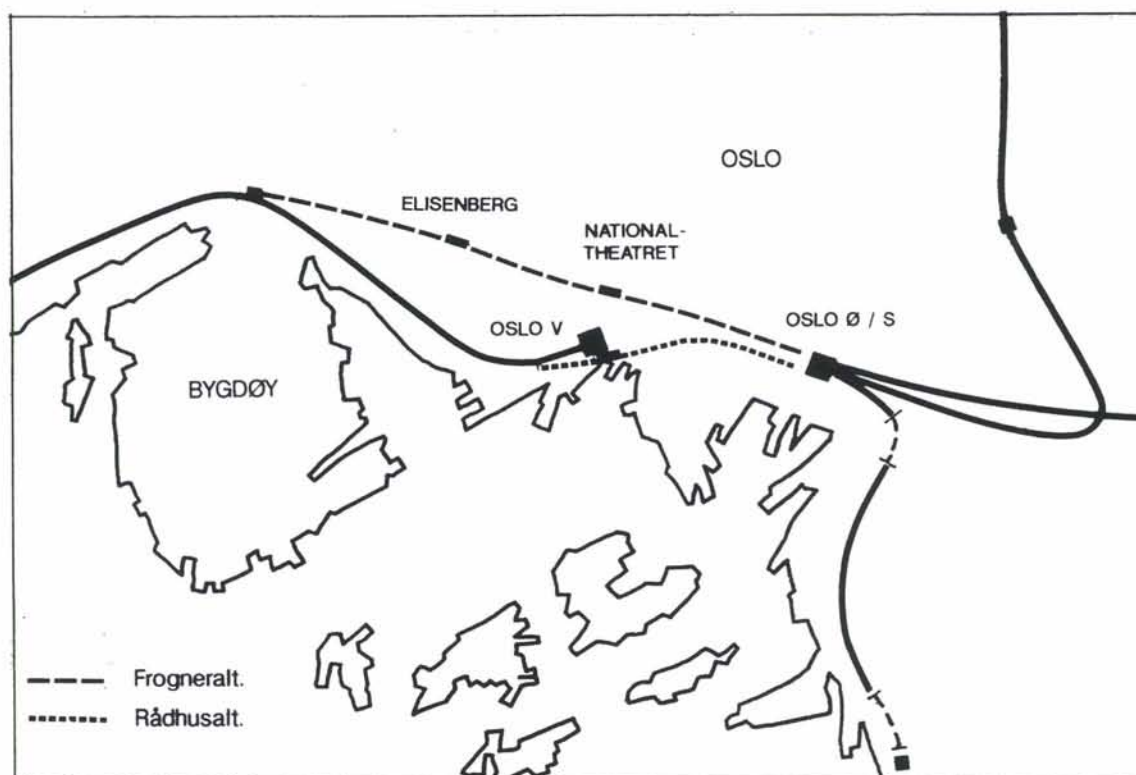 OSLO
ELISENBERG
NATIONAL-
THEATRET
OSLO V
OSLO Ø / S
BYGDØY
Frogneralt.
Rådhusalt.